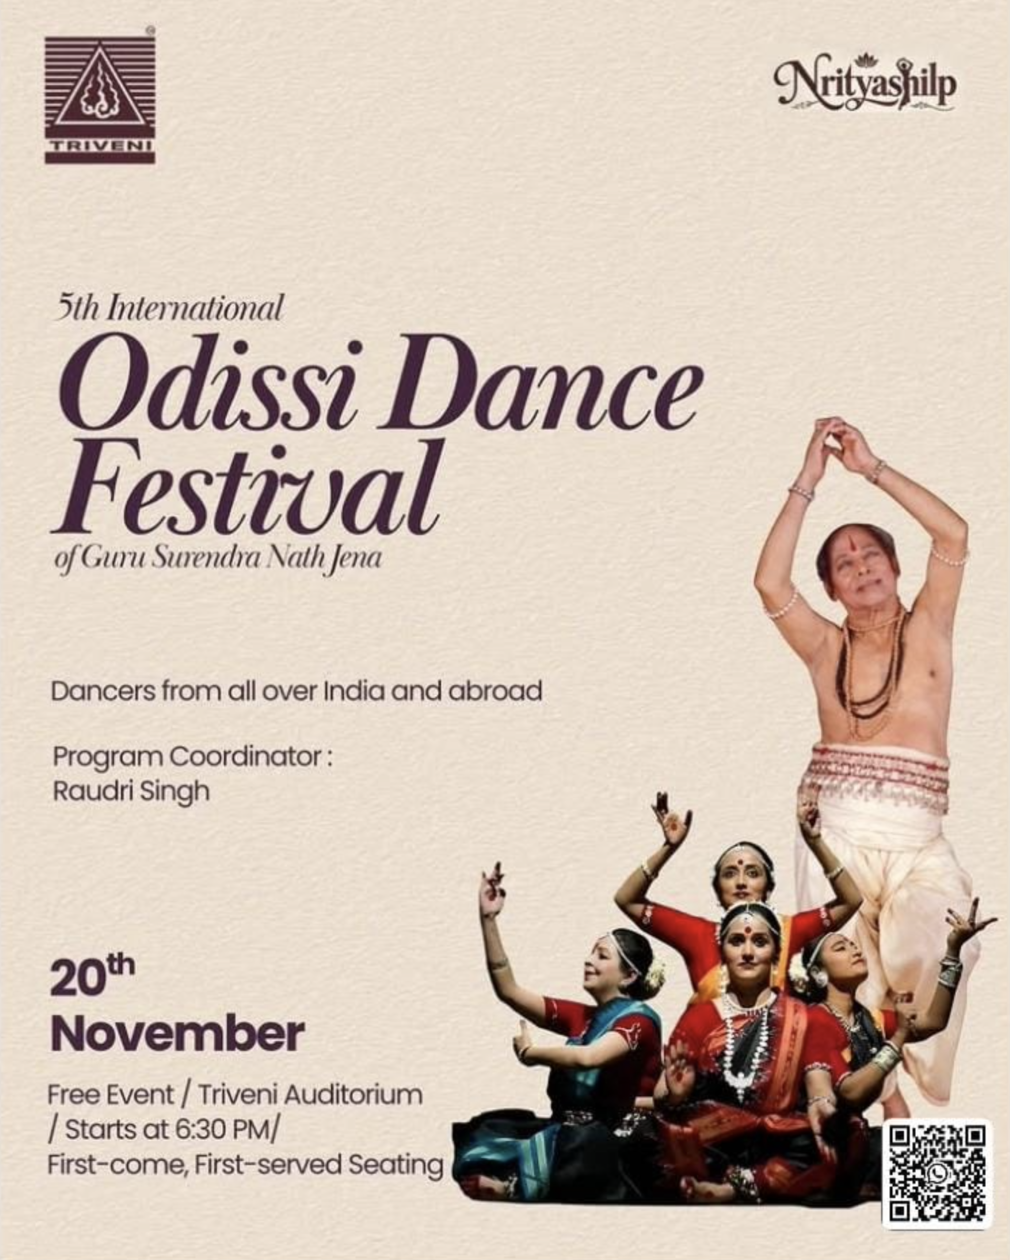 ®
TRIVENI
Nrityashilp
5th International
Odissi Dance
Festival
of Guru Surendra Nath Jena
Dancers from all over India and abroad
Program Coordinator :
Raudri Singh
20th
November
Free Event / Triveni Auditorium
/ Starts at 6:30 PM/
First-come, First-served Seating